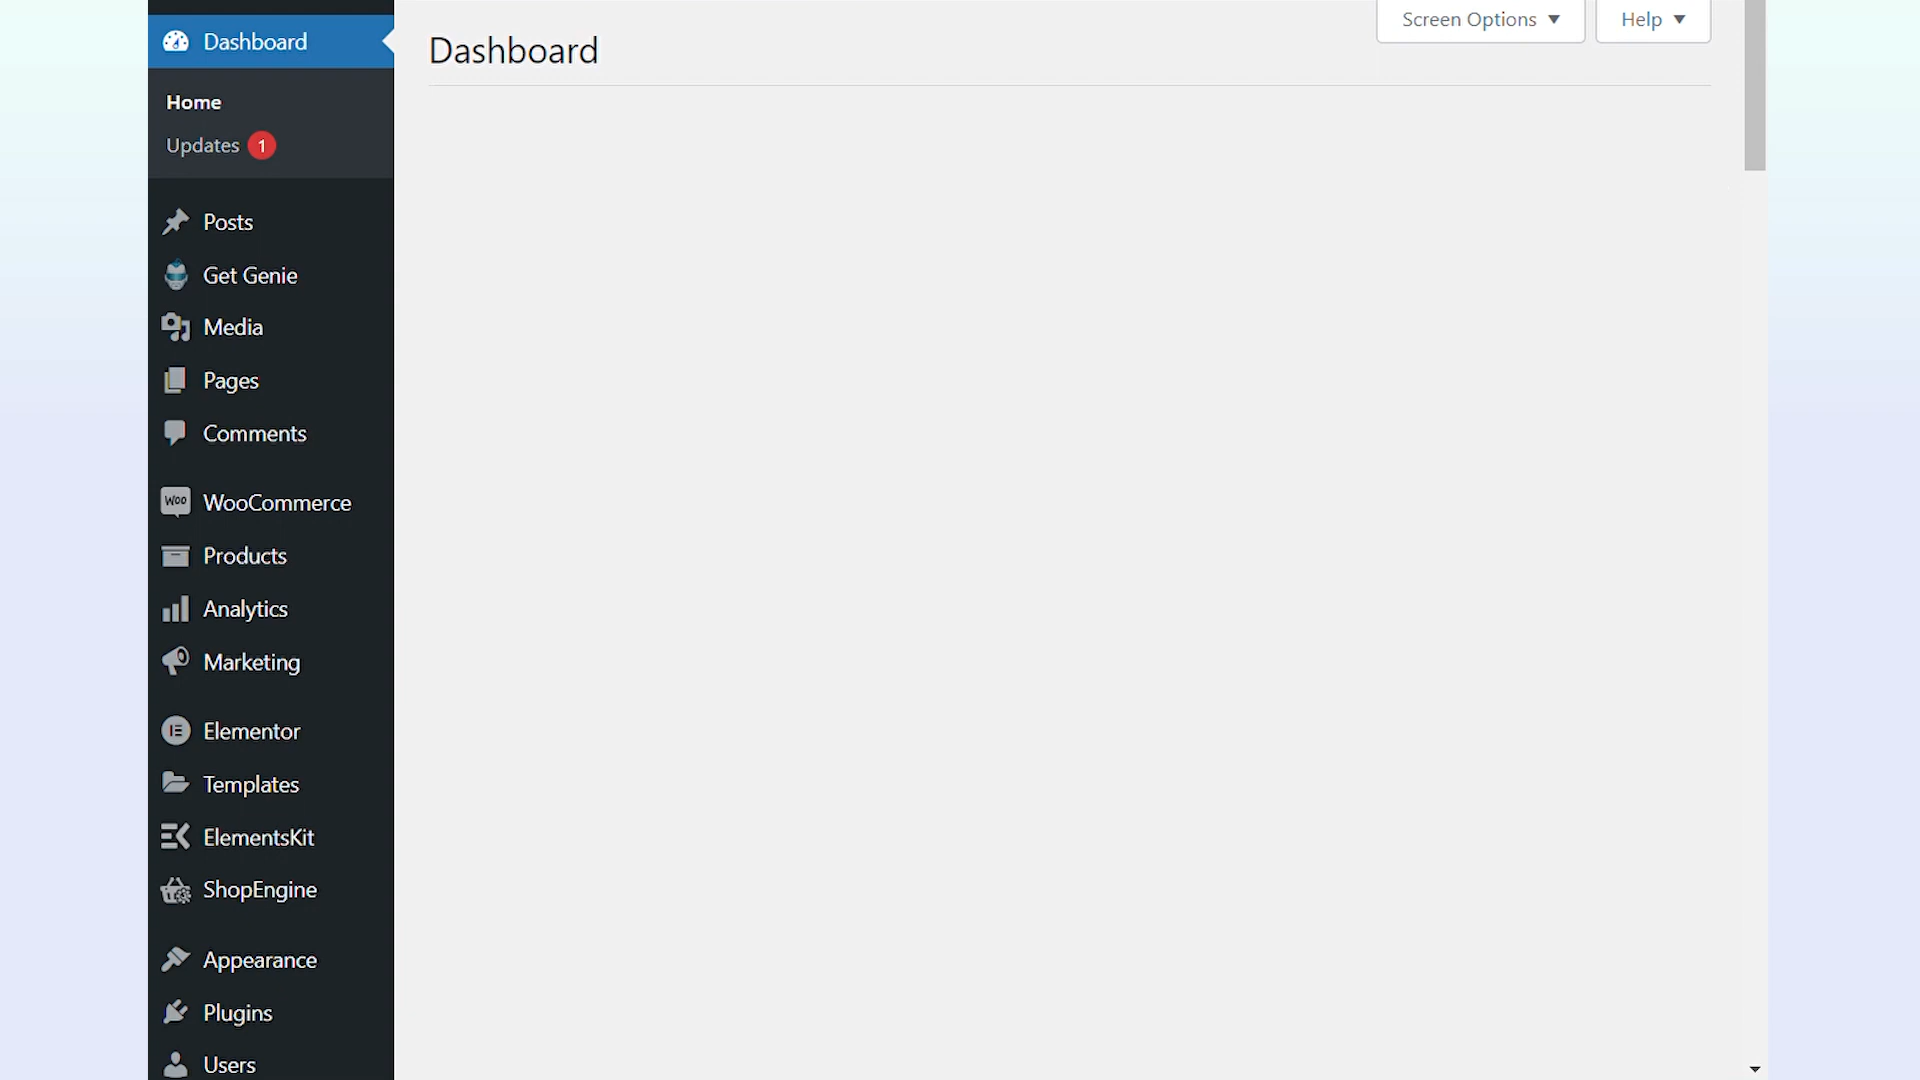 Dashboard
Home
Updates 1
Posts
Get Genie
Media
Pages
Comments
Woo WooCommerce
Products
Analytics
Marketing
Elementor
Templates
ElementsKit
ShopEngine
Appearance
Plugins
Users
Dashboard
Screen Options
Help